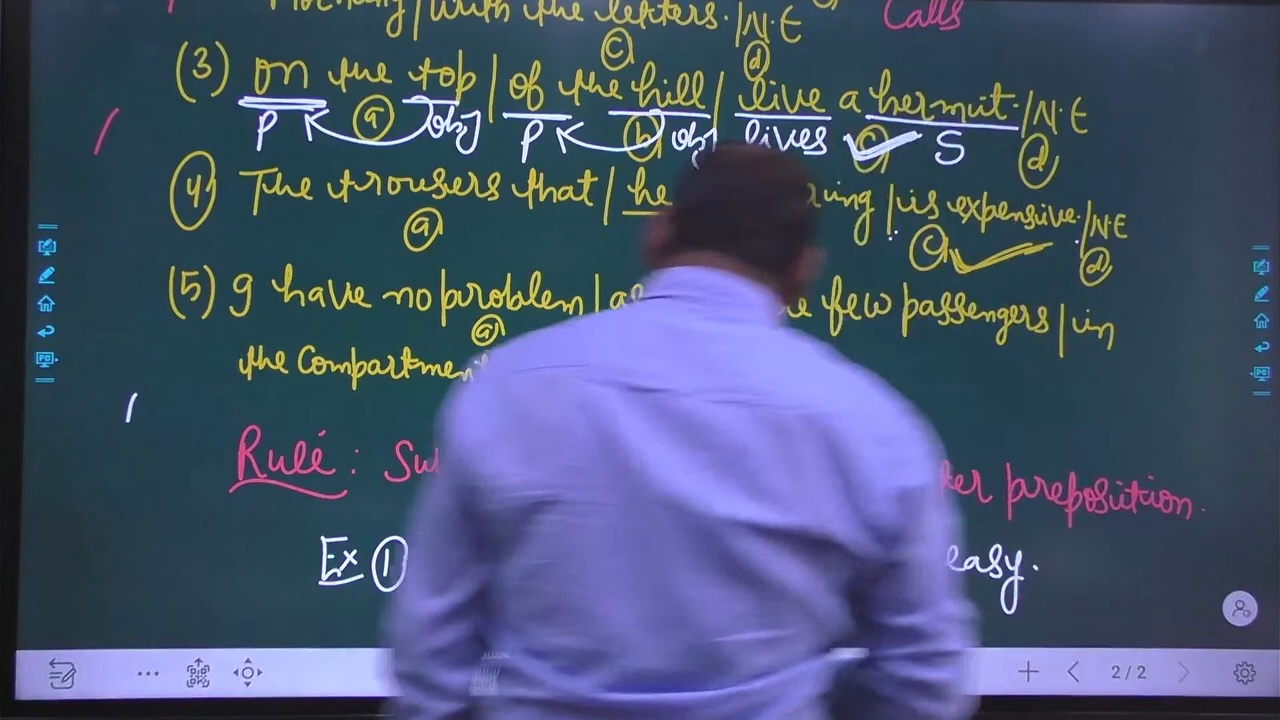 with the letters. / N.E
Calls
(c) (d)
(3) on the top / of the hill / live a hermit. / N.E
P (a) obj P (b) obj lives (c) ✓ S (d)
(4) The trousers that / he ring / is expensive. / N.E
(a) (c) ✓ (d)
(5) I have no problem / few passengers / in
(a)
the Compartmen
Rule : preposition.
Ex (1) easy.
2/2